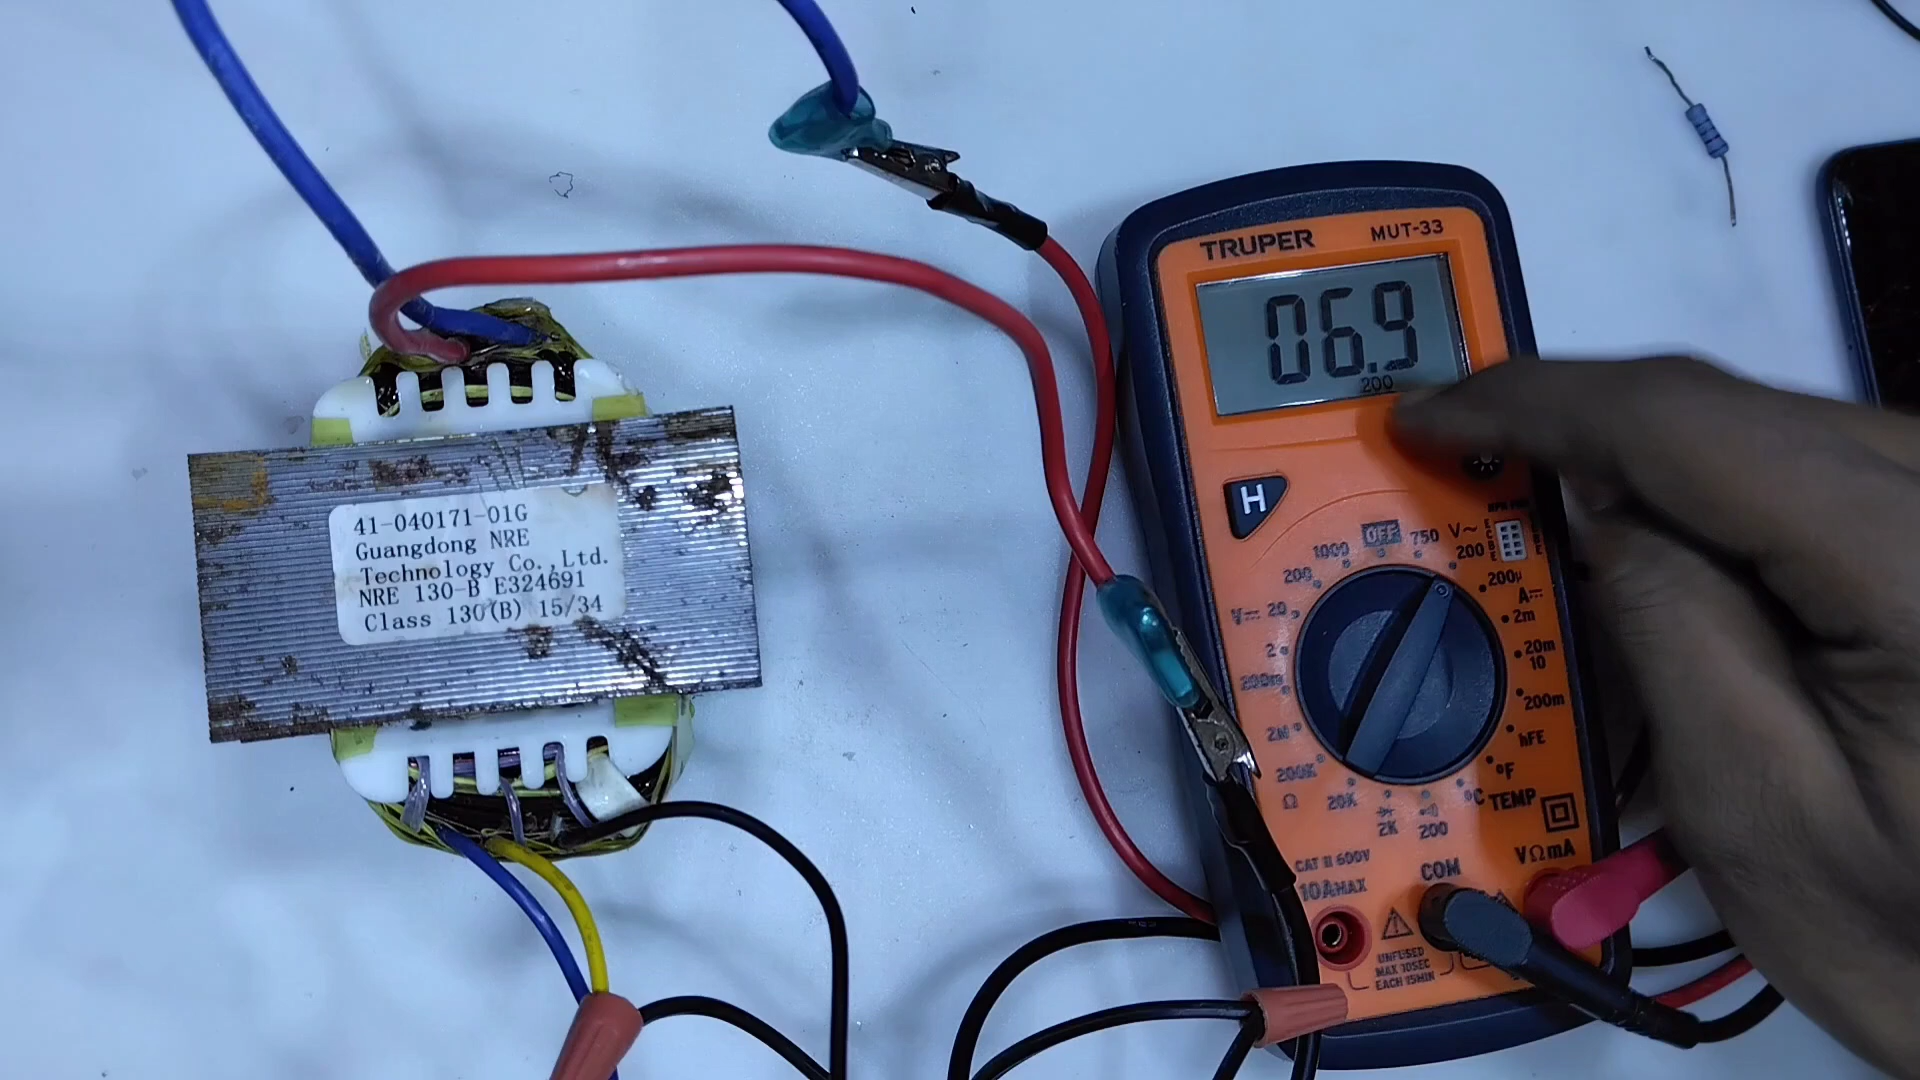 TRUPER MUT-33
06.9
200
H
41-040171-01G
Guangdong NRE
Technology Co.,Ltd.
NRE 130-B E324691
Class 130(B) 15/34
OFF
750
V~
200
1000
200
V⎓ 20
2
200m
2M
200K
Ω
20K
2K
200
°C
TEMP
°F
hFE
200m
20m
10
2m
A⎓
200µ
E
C
B
E
CAT II 600V
10AMAX
COM
VΩmA
UNFUSED
MAX 10SEC
EACH 15MIN